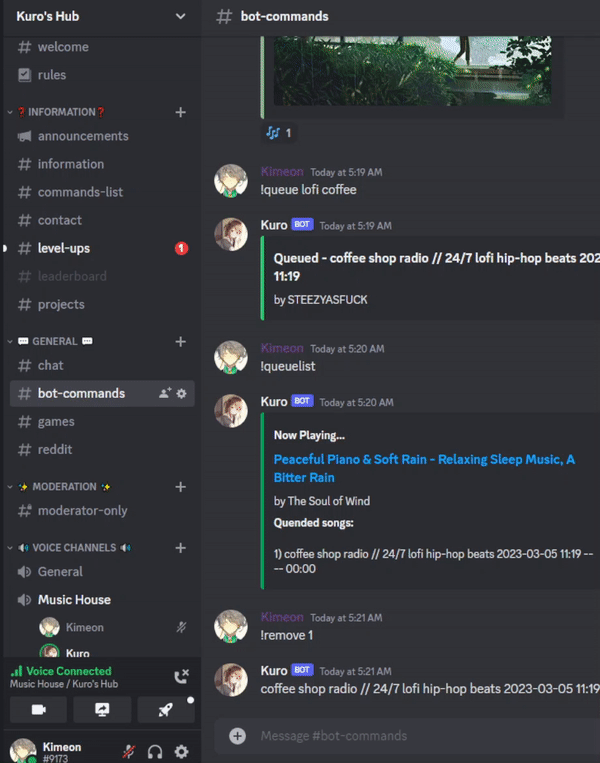 Kuro's Hub
welcome
rules
INFORMATION
announcements
information
commands-list
contact
level-ups
1
leaderboard
projects
GENERAL
chat
bot-commands
games
reddit
MODERATION
moderator-only
VOICE CHANNELS
General
Music House
Kimeon
Kuro
Voice Connected
Music House / Kuro's Hub
Kimeon
#9173
# bot-commands
1
Kimeon Today at 5:19 AM
!queue lofi coffee
Kuro BOT Today at 5:19 AM
Queued - coffee shop radio // 24/7 lofi hip-hop beats 202
11:19
by STEEZYASFUCK
Kimeon Today at 5:20 AM
!queuelist
Kuro BOT Today at 5:20 AM
Now Playing...
Peaceful Piano & Soft Rain - Relaxing Sleep Music, A
Bitter Rain
by The Soul of Wind
Quended songs:
1) coffee shop radio // 24/7 lofi hip-hop beats 2023-03-05 11:19 --
-- 00:00
Kimeon Today at 5:21 AM
!remove 1
Kuro BOT Today at 5:21 AM
coffee shop radio // 24/7 lofi hip-hop beats 2023-03-05 11:19
Message #bot-commands